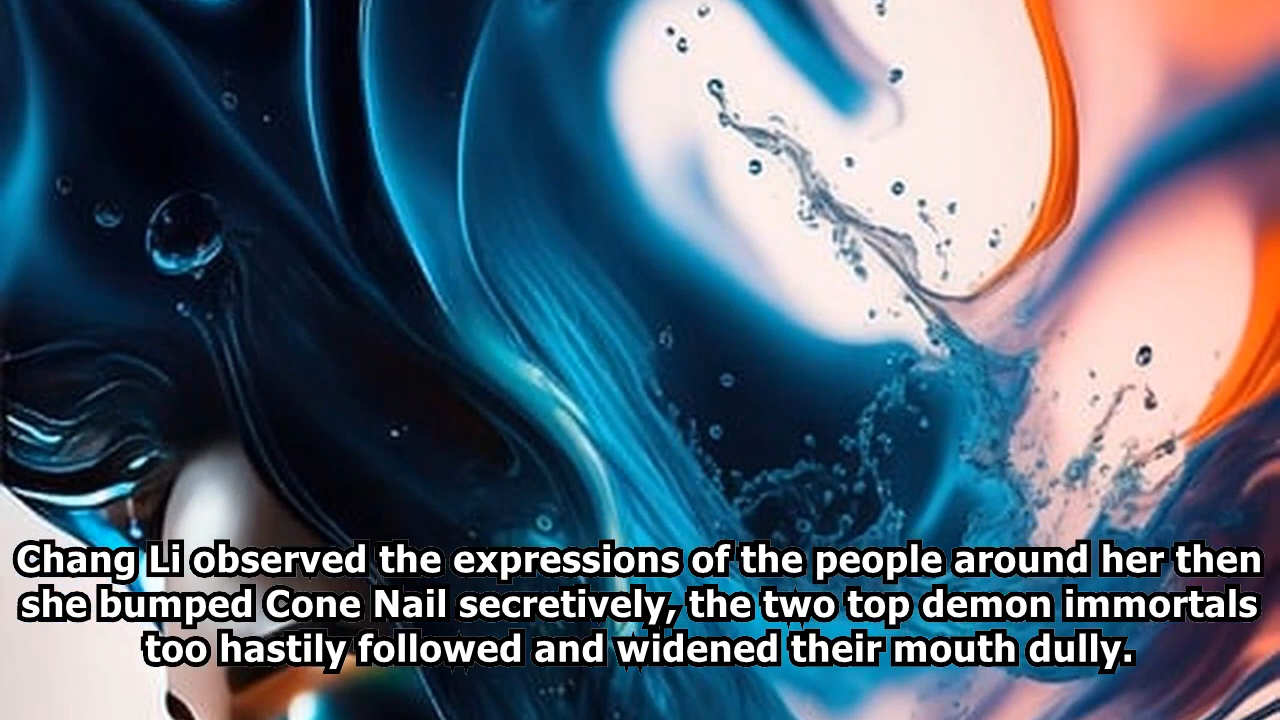 Chang Li observed the expressions of the people around her then
she bumped Cone Nail secretively, the two top demon immortals
too hastily followed and widened their mouth dully.